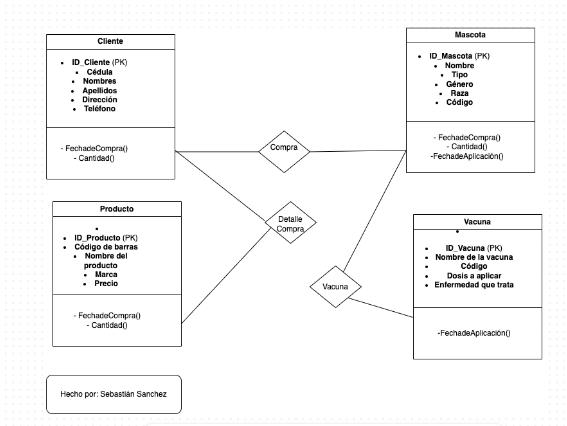 Cliente
ID_Cliente (PK)
Cédula
Nombres
Apellidos
Dirección
Teléfono
- FechadeCompra()
- Cantidad()
Compra
Mascota
ID_Mascota (PK)
Nombre
Tipo
Género
Raza
Código
- FechadeCompra()
- Cantidad()
-FechadeAplicación()
Producto
ID_Producto (PK)
Código de barras
Nombre del
producto
Marca
Precio
- FechadeCompra()
- Cantidad()
Detalle
Compra
Vacuna
Vacuna
ID_Vacuna (PK)
Nombre de la vacuna
Código
Dosis a aplicar
Enfermedad que trata
-FechadeAplicación()
Hecho por: Sebastián Sanchez